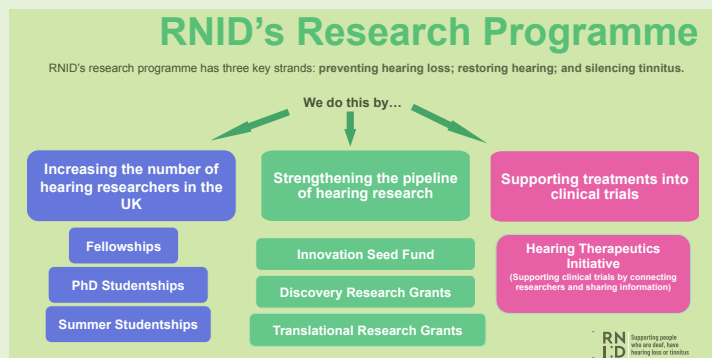 RNID's Research Programme
RNID's research programme has three key strands: preventing hearing loss; restoring hearing; and silencing tinnitus.
We do this by…
Increasing the number of
hearing researchers in the
UK
Fellowships
PhD Studentships
Summer Studentships
Strengthening the pipeline
of hearing research
Innovation Seed Fund
Discovery Research Grants
Translational Research Grants
Supporting treatments into
clinical trials
Hearing Therapeutics
Initiative
(Supporting clinical trials by connecting
researchers and sharing information)
RN
ID
Supporting people
who are deaf, have
hearing loss or tinnitus